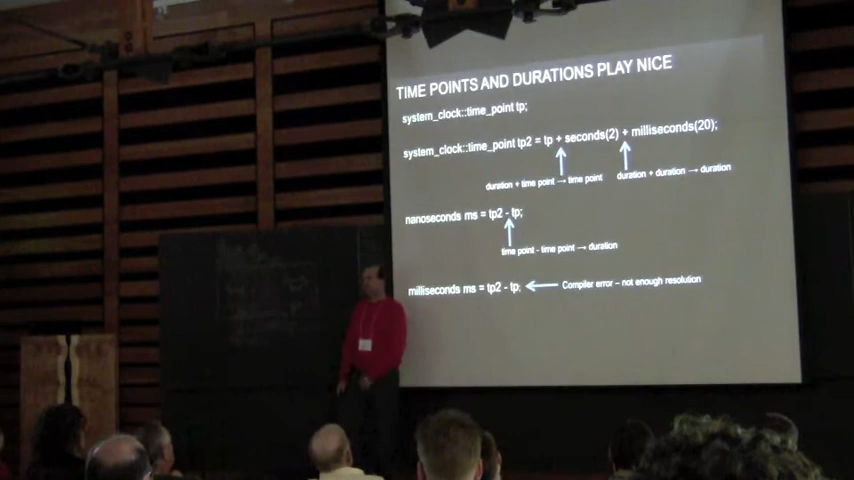 TIME POINTS AND DURATIONS PLAY NICE
system_clock::time_point tp;
system_clock::time_point tp2 = tp + seconds(2) + milliseconds(20);
duration + time point → time point
duration + duration → duration
nanoseconds ms = tp2 - tp;
time point - time point → duration
milliseconds ms = tp2 - tp;
Compiler error – not enough resolution